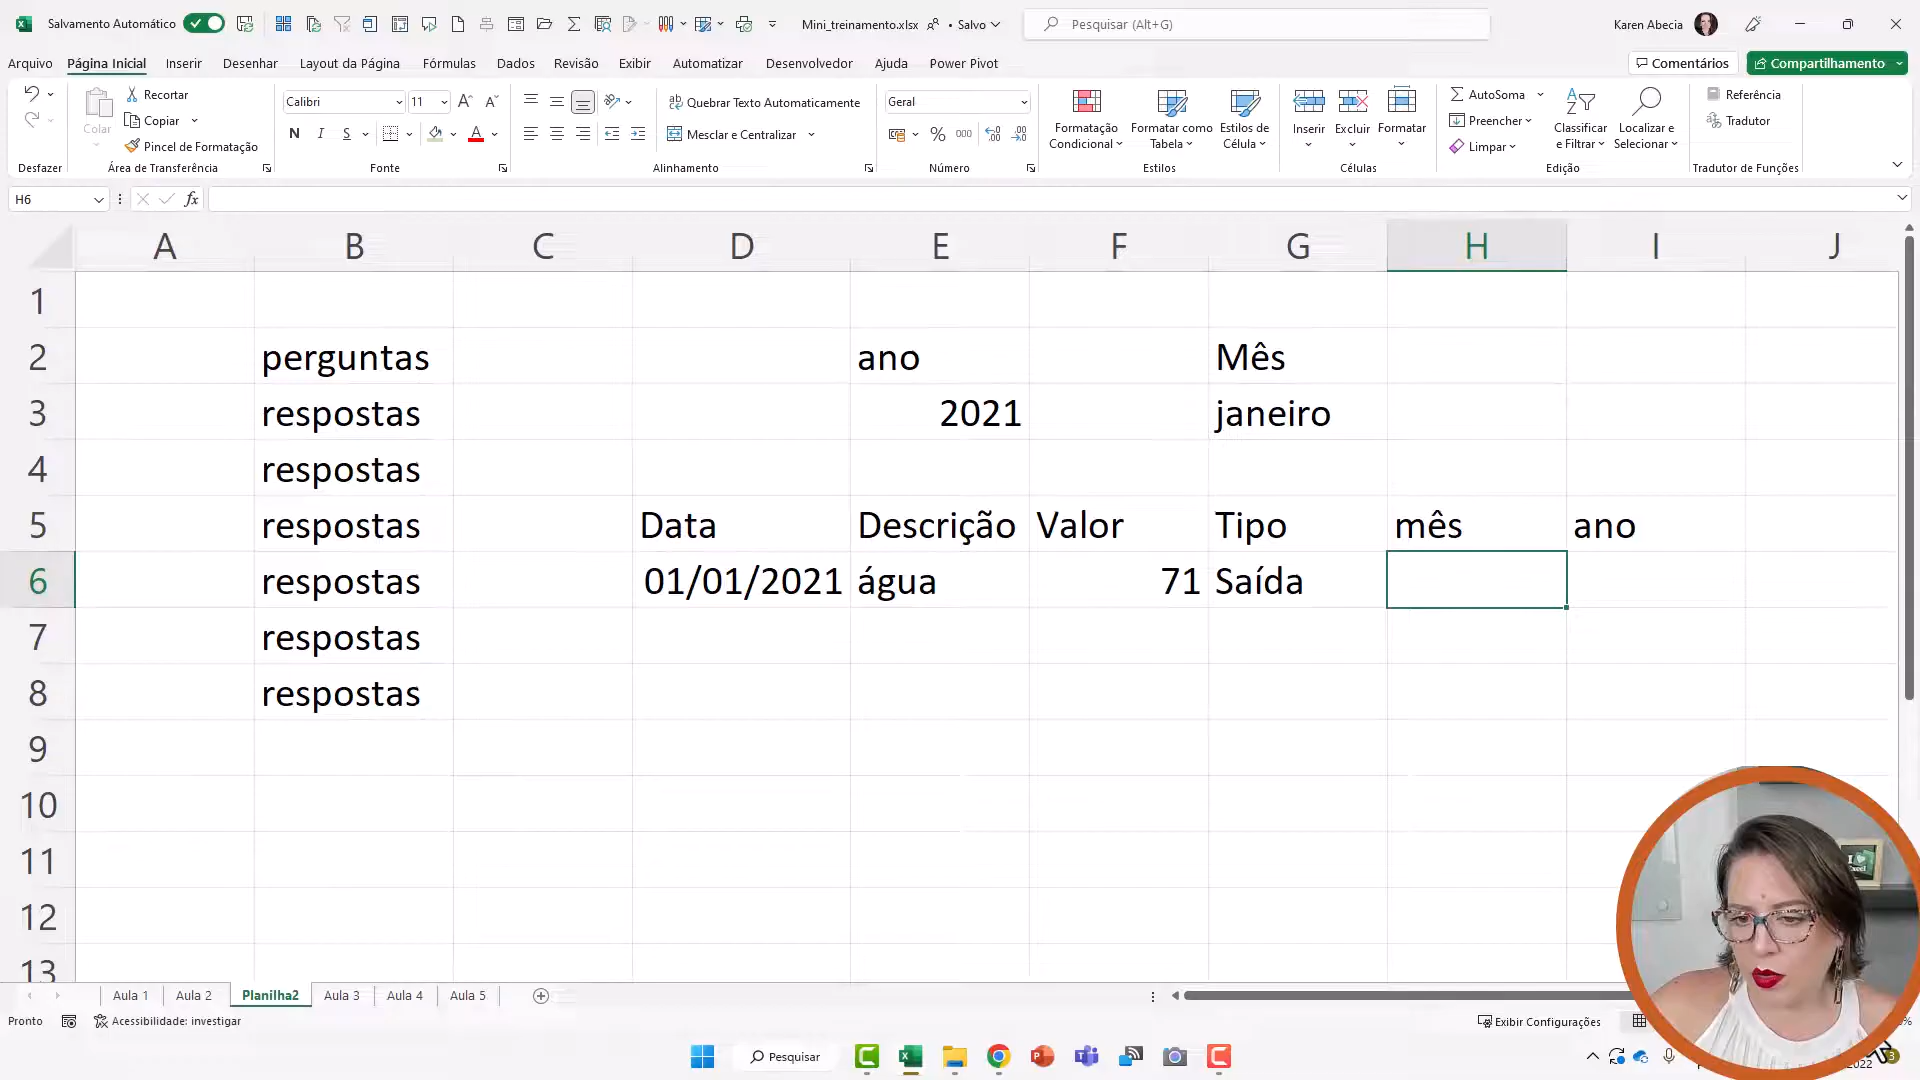 Salvamento Automático
Mini_treinamento.xlsx
Salvo
Pesquisar (Alt+G)
Karen Abecia
Arquivo Página Inicial Inserir Desenhar Layout da Página Fórmulas Dados Revisão Exibir Automatizar Desenvolvedor Ajuda Power Pivot
Comentários Compartilhamento
Colar
Recortar
Copiar
Pincel de Formatação
Calibri 11
N I S
Quebrar Texto Automaticamente
Mesclar e Centralizar
Geral
% 000
Formatação Condicional
Formatar como Tabela
Estilos de Célula
Inserir Excluir Formatar
AutoSoma
Preencher
Limpar
Classificar e Filtrar
Localizar e Selecionar
Referência
Tradutor
Desfazer Área de Transferência Fonte Alinhamento Número Estilos Células Edição Tradutor de Funções
H6
fx
A B C D E F G H I J
1
2 perguntas ano Mês
3 respostas 2021 janeiro
4 respostas
5 respostas Data Descrição Valor Tipo mês ano
6 respostas 01/01/2021 água 71 Saída
7 respostas
8 respostas
9
10
11
12
13
Aula 1 Aula 2 Planilha2 Aula 3 Aula 4 Aula 5
Pronto
Acessibilidade: investigar
Exibir Configurações
Pesquisar
2022
3